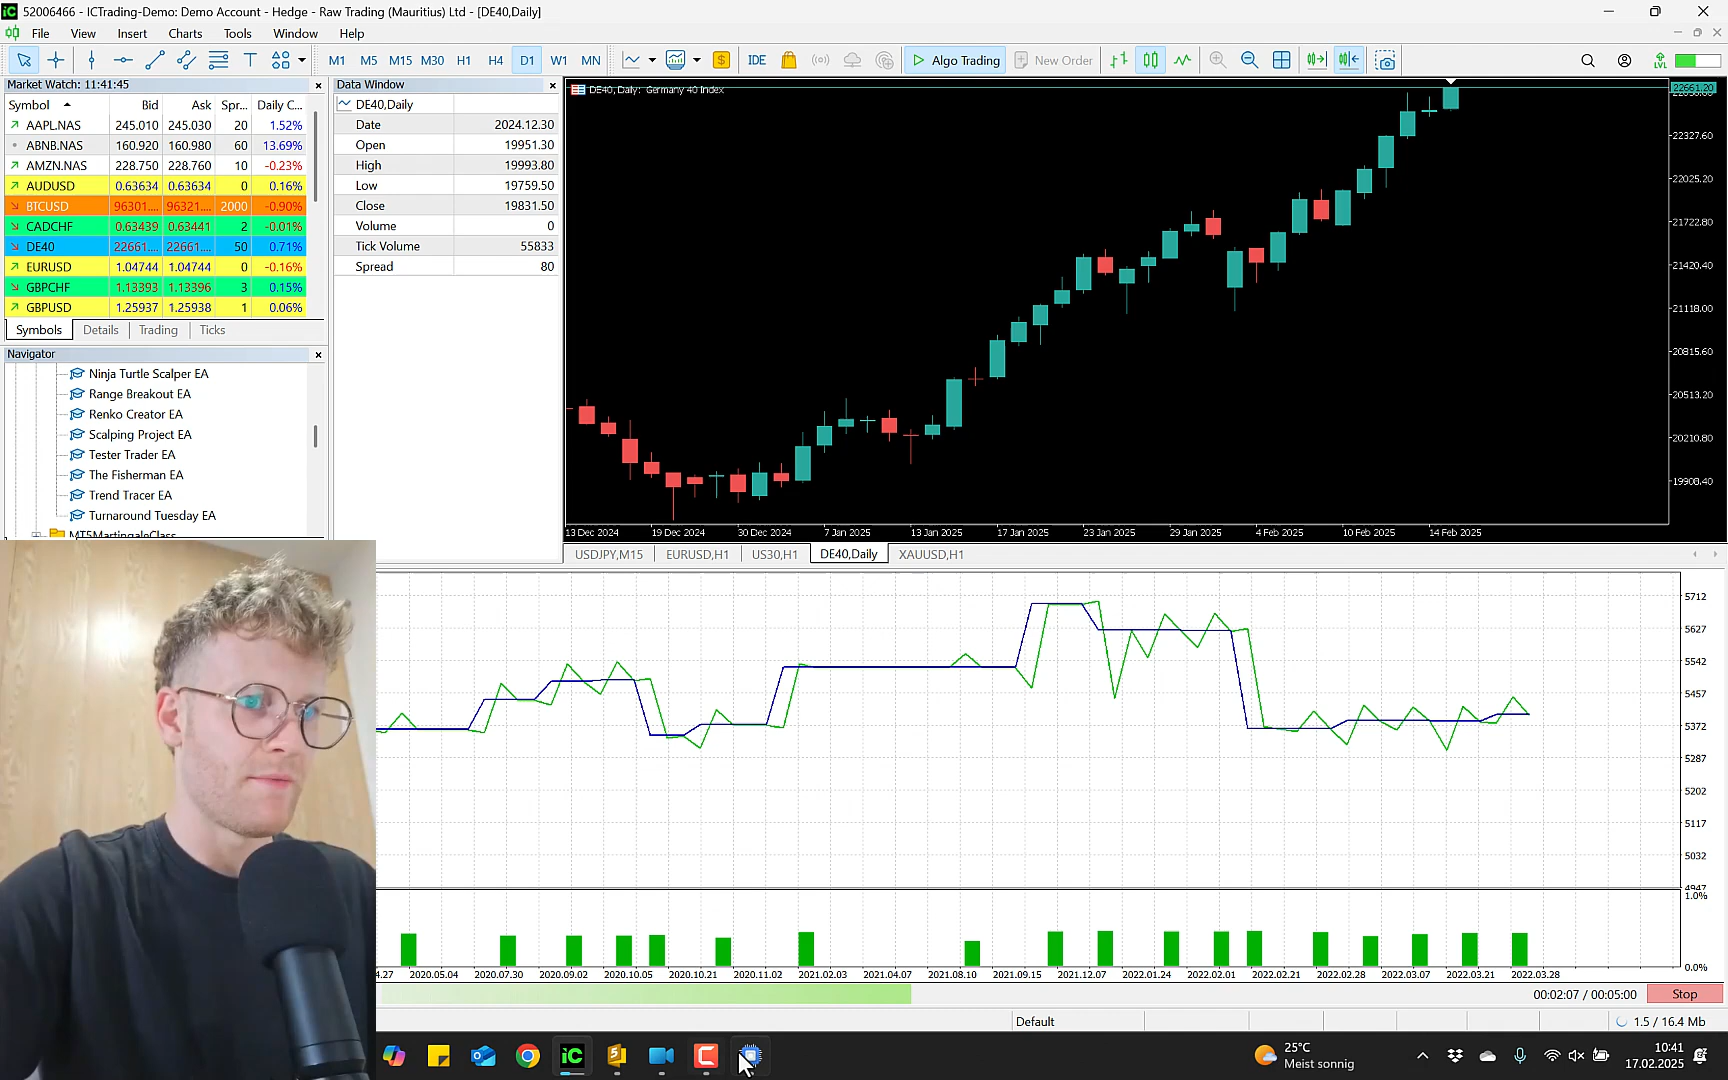 52006466 - ICTrading-Demo: Demo Account - Hedge - Raw Trading (Mauritius) Ltd - [DE40,Daily]
File View Insert Charts Tools Window Help
M1 M5 M15 M30 H1 H4 D1 W1 MN IDE Algo Trading New Order LVL
Market Watch: 11:41:45
Symbol Bid Ask Spr... Daily C...
AAPL.NAS 245.010 245.030 20 1.52%
ABNB.NAS 160.920 160.980 60 13.69%
AMZN.NAS 228.750 228.760 10 -0.23%
AUDUSD 0.63634 0.63634 0 0.16%
BTCUSD 96301.... 96321.... 2000 -0.90%
CADCHF 0.63439 0.63441 2 -0.01%
DE40 22661.... 22661.... 50 0.71%
EURUSD 1.04744 1.04744 0 -0.16%
GBPCHF 1.13393 1.13396 3 0.15%
GBPUSD 1.25937 1.25938 1 0.06%
Symbols Details Trading Ticks
Navigator
Ninja Turtle Scalper EA
Range Breakout EA
Renko Creator EA
Scalping Project EA
Tester Trader EA
The Fisherman EA
Trend Tracer EA
Turnaround Tuesday EA
MT5MartingaleClass
Data Window
DE40,Daily
Date 2024.12.30
Open 19951.30
High 19993.80
Low 19759.50
Close 19831.50
Volume 0
Tick Volume 55833
Spread 80
DE40, Daily: Germany 40 Index
22661.20
22327.60
22025.20
21722.80
21420.40
21118.00
20815.60
20513.20
20210.80
19908.40
13 Dec 2024 19 Dec 2024 30 Dec 2024 7 Jan 2025 13 Jan 2025 17 Jan 2025 23 Jan 2025 29 Jan 2025 4 Feb 2025 10 Feb 2025 14 Feb 2025
USDJPY,M15 EURUSD,H1 US30,H1 DE40,Daily XAUUSD,H1
5712
5627
5542
5457
5372
5287
5202
5117
5032
4947
1.0%
0.0%
4.27 2020.05.04 2020.07.30 2020.09.02 2020.10.05 2020.10.21 2020.11.02 2021.02.03 2021.04.07 2021.08.10 2021.09.15 2021.12.07 2022.01.24 2022.02.01 2022.02.21 2022.02.28 2022.03.07 2022.03.21 2022.03.28
00:02:07 / 00:05:00 Stop
Default 1.5 / 16.4 Mb
25°C
Meist sonnig
10:41
17.02.2025